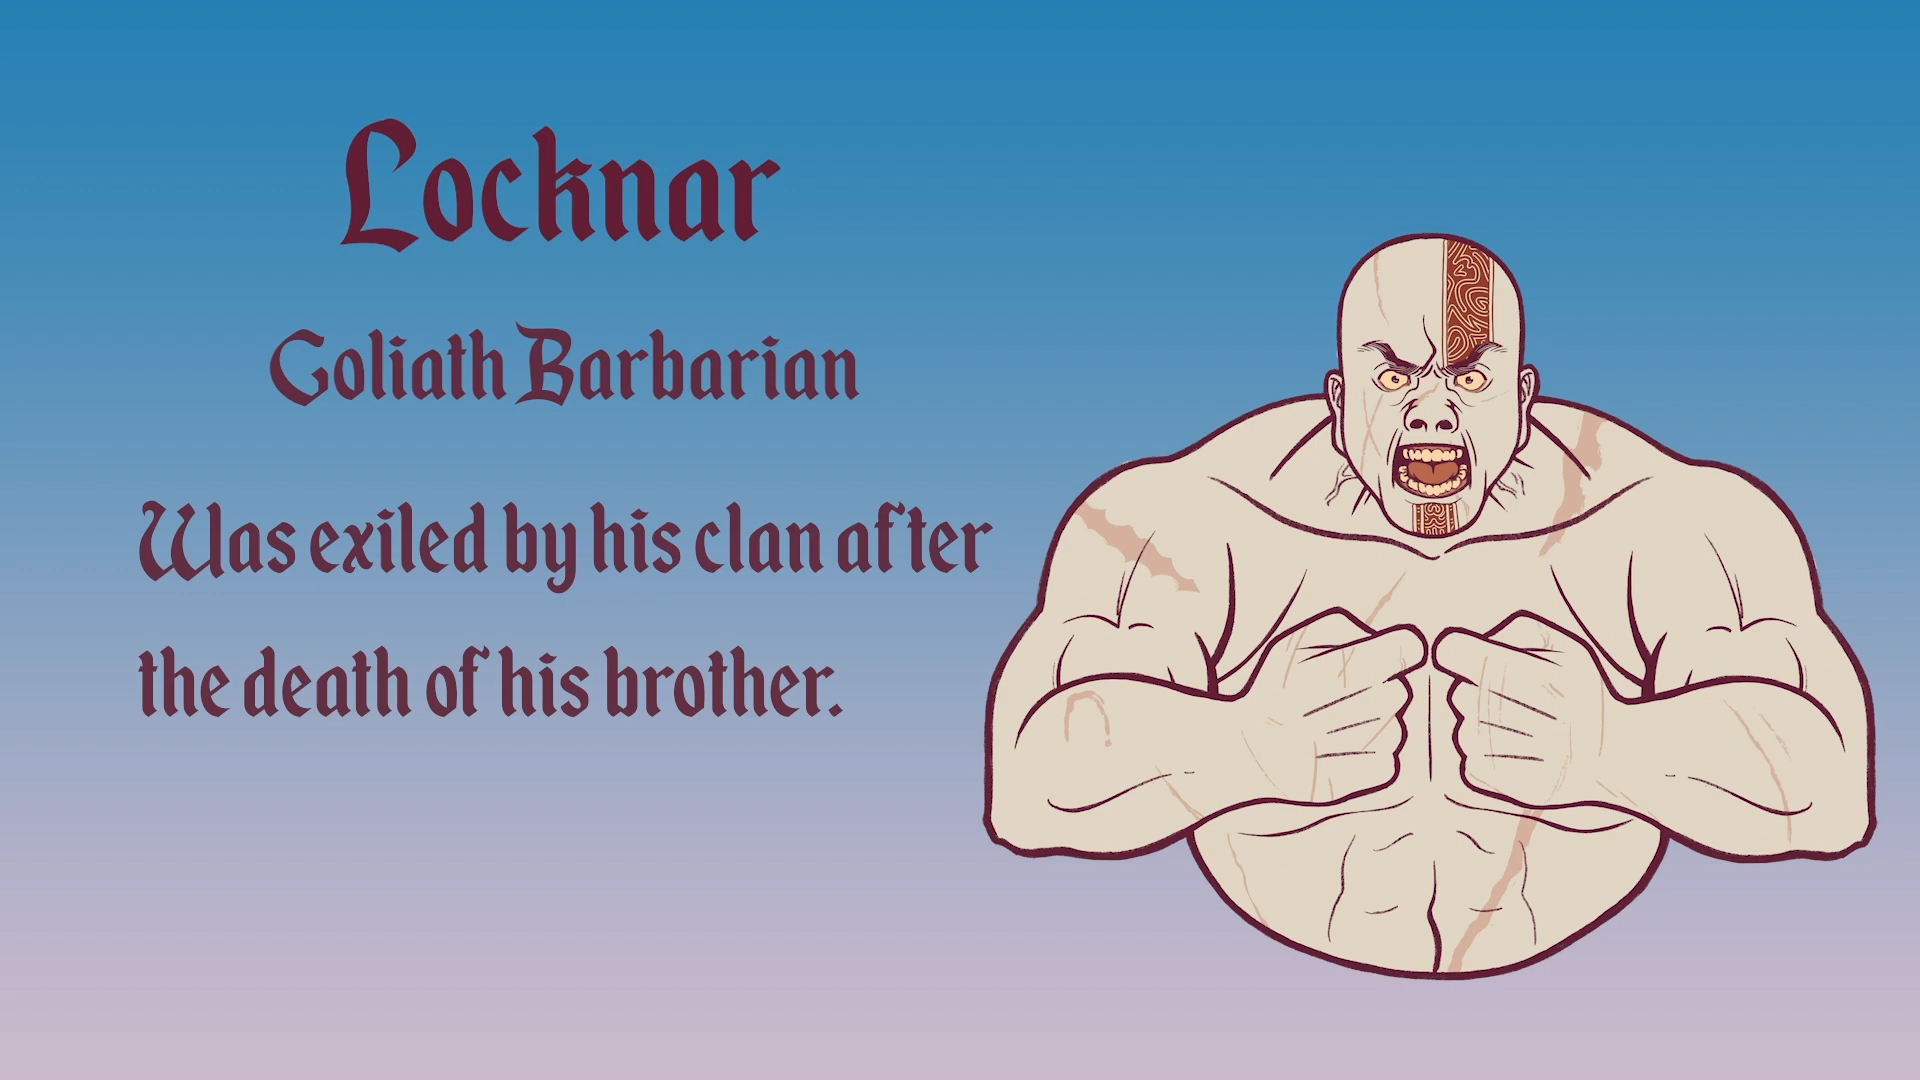 Locknar
Goliath Barbarian
Was exiled by his clan after
the death of his brother.